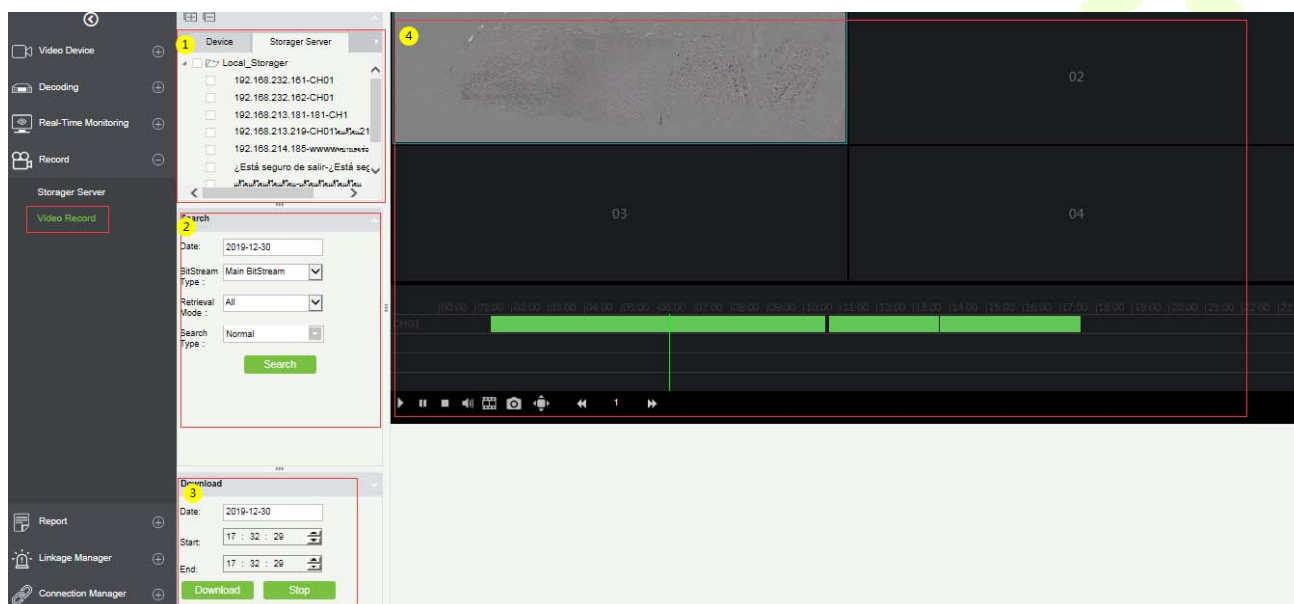 Video Device
Decoding
Real-Time Monitoring
Record
Storager Server
Video Record
Report
Linkage Manager
Connection Manager
1
Device Storager Server
Local_Storager
192.168.232.161-CH01
192.168.232.162-CH01
192.168.213.181-181-CH1
192.168.213.219-CH01
192.168.214.185-wwww
¿Está seguro de salir-¿Está seç
2
Search
Date: 2019-12-30
BitStream Type : Main BitStream
Retrieval Mode : All
Search Type : Normal
Search
3
Download
Date: 2019-12-30
Start: 17 : 32 : 29
End: 17 : 32 : 29
Download Stop
4
02
03
04
|00:00 |01:00 |02:00 |03:00 |04:00 |05:00 |06:00 |07:00 |08:00 |09:00 |10:00 |11:00 |12:00 |13:00 |14:00 |15:00 |16:00 |17:00 |18:00 |19:00 |20:00 |21:00 |22:00
CH01
1